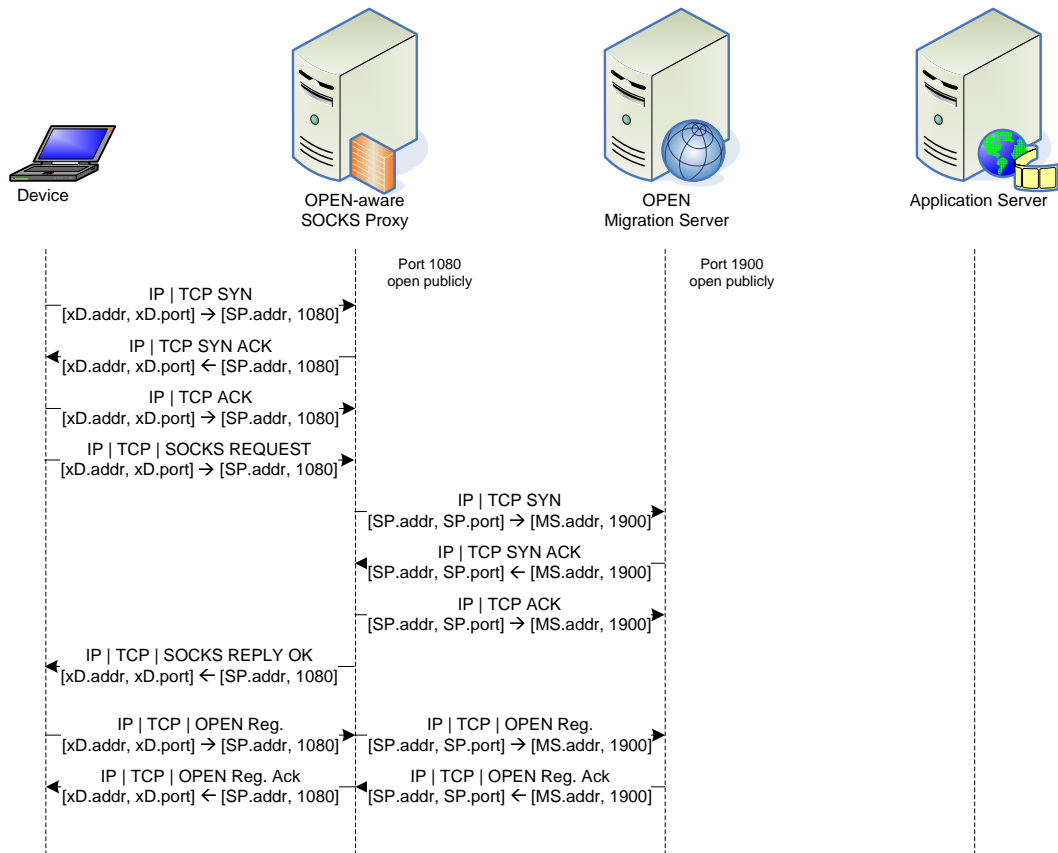 Device
OPEN-aware
SOCKS Proxy
OPEN
Migration Server
Application Server
Port 1080
open publicly
Port 1900
open publicly
IP | TCP SYN
[xD.addr, xD.port] → [SP.addr, 1080]
IP | TCP SYN ACK
[xD.addr, xD.port] ← [SP.addr, 1080]
IP | TCP ACK
[xD.addr, xD.port] → [SP.addr, 1080]
IP | TCP | SOCKS REQUEST
[xD.addr, xD.port] → [SP.addr, 1080]
IP | TCP SYN
[SP.addr, SP.port] → [MS.addr, 1900]
IP | TCP SYN ACK
[SP.addr, SP.port] ← [MS.addr, 1900]
IP | TCP ACK
[SP.addr, SP.port] → [MS.addr, 1900]
IP | TCP | SOCKS REPLY OK
[xD.addr, xD.port] ← [SP.addr, 1080]
IP | TCP | OPEN Reg.
[xD.addr, xD.port] → [SP.addr, 1080]
IP | TCP | OPEN Reg.
[SP.addr, SP.port] → [MS.addr, 1900]
IP | TCP | OPEN Reg. Ack
[xD.addr, xD.port] ← [SP.addr, 1080]
IP | TCP | OPEN Reg. Ack
[SP.addr, SP.port] ← [MS.addr, 1900]